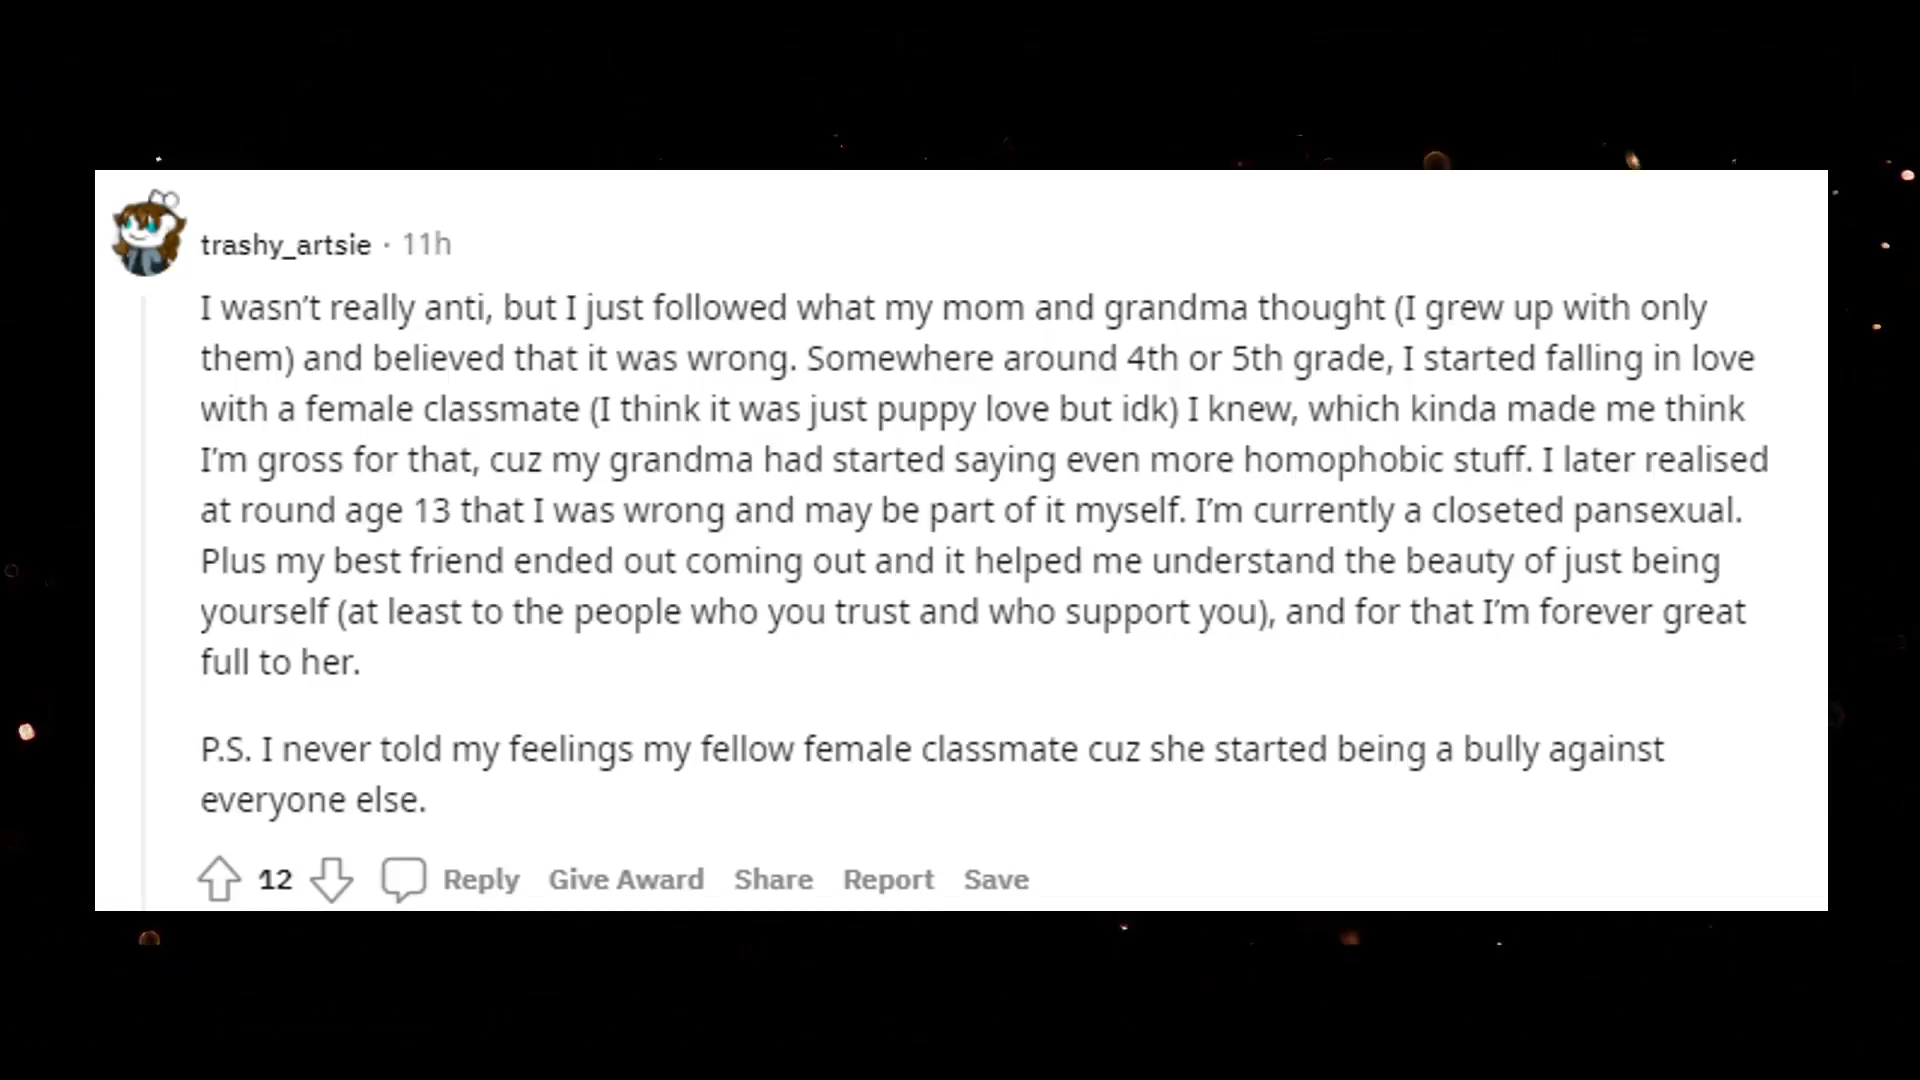 trashy_artsie · 11h
I wasn’t really anti, but I just followed what my mom and grandma thought (I grew up with only
them) and believed that it was wrong. Somewhere around 4th or 5th grade, I started falling in love
with a female classmate (I think it was just puppy love but idk) I knew, which kinda made me think
I’m gross for that, cuz my grandma had started saying even more homophobic stuff. I later realised
at round age 13 that I was wrong and may be part of it myself. I’m currently a closeted pansexual.
Plus my best friend ended out coming out and it helped me understand the beauty of just being
yourself (at least to the people who you trust and who support you), and for that I’m forever great
full to her.
P.S. I never told my feelings my fellow female classmate cuz she started being a bully against
everyone else.
12 Reply Give Award Share Report Save